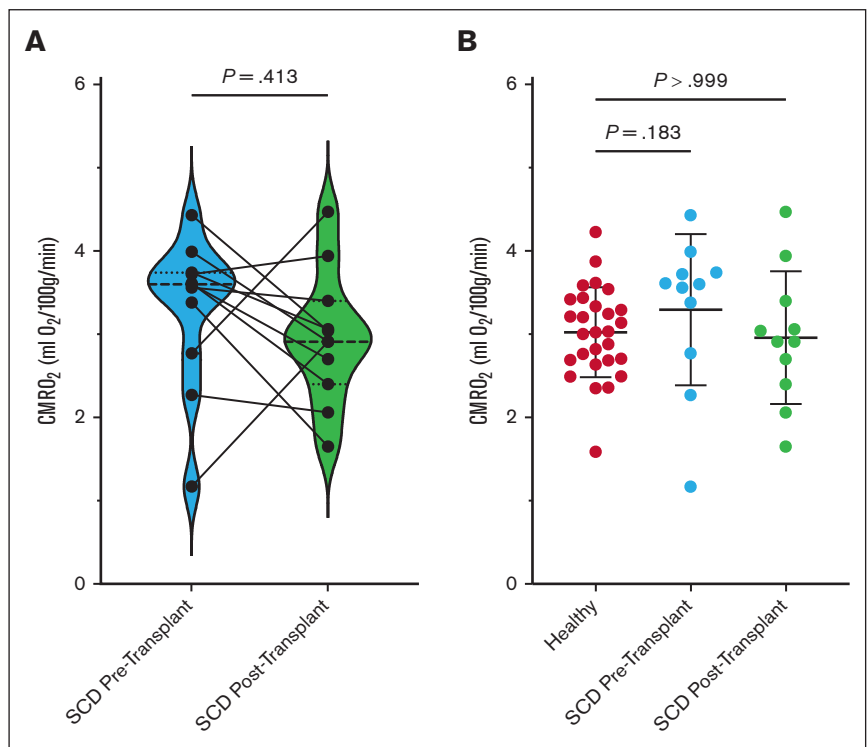 A
P = .413
6
4
2
0
CMRO2 (ml O2/100g/min)
SCD Pre-Transplant
SCD Post-Transplant
B
P > .999
P = .183
6
4
2
0
CMRO2 (ml O2/100g/min)
Healthy
SCD Pre-Transplant
SCD Post-Transplant